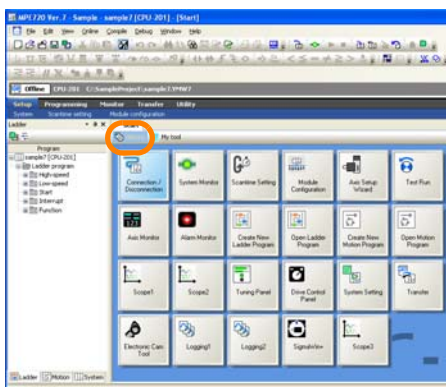 MPE720 Ver.7 - Sample - sample7 [CPU-201] - [Start]
File Edit View Online Compile Debug Window Help
Offline CPU-201 C:\SampleProject\sample7.YMW7
Setup Programming Monitor Transfer Utility
System Scantime setting Module configuration
Ladder
Start
My tool
Program
sample7 [CPU-201]
Ladder program
High-speed
Low-speed
Start
Interrupt
Function
Connection / Disconnection
System Monitor
Scantime Setting
Module Configuration
Axis Setup Wizard
Test Run
Axis Monitor
Alarm Monitor
Create New Ladder Program
Open Ladder Program
Create New Motion Program
Open Motion Program
Scope1
Scope2
Tuning Panel
Drive Control Panel
System Setting
Transfer
Electronic Cam Tool
Logging1
Logging2
SignalView
Scope3
Ladder Motion System